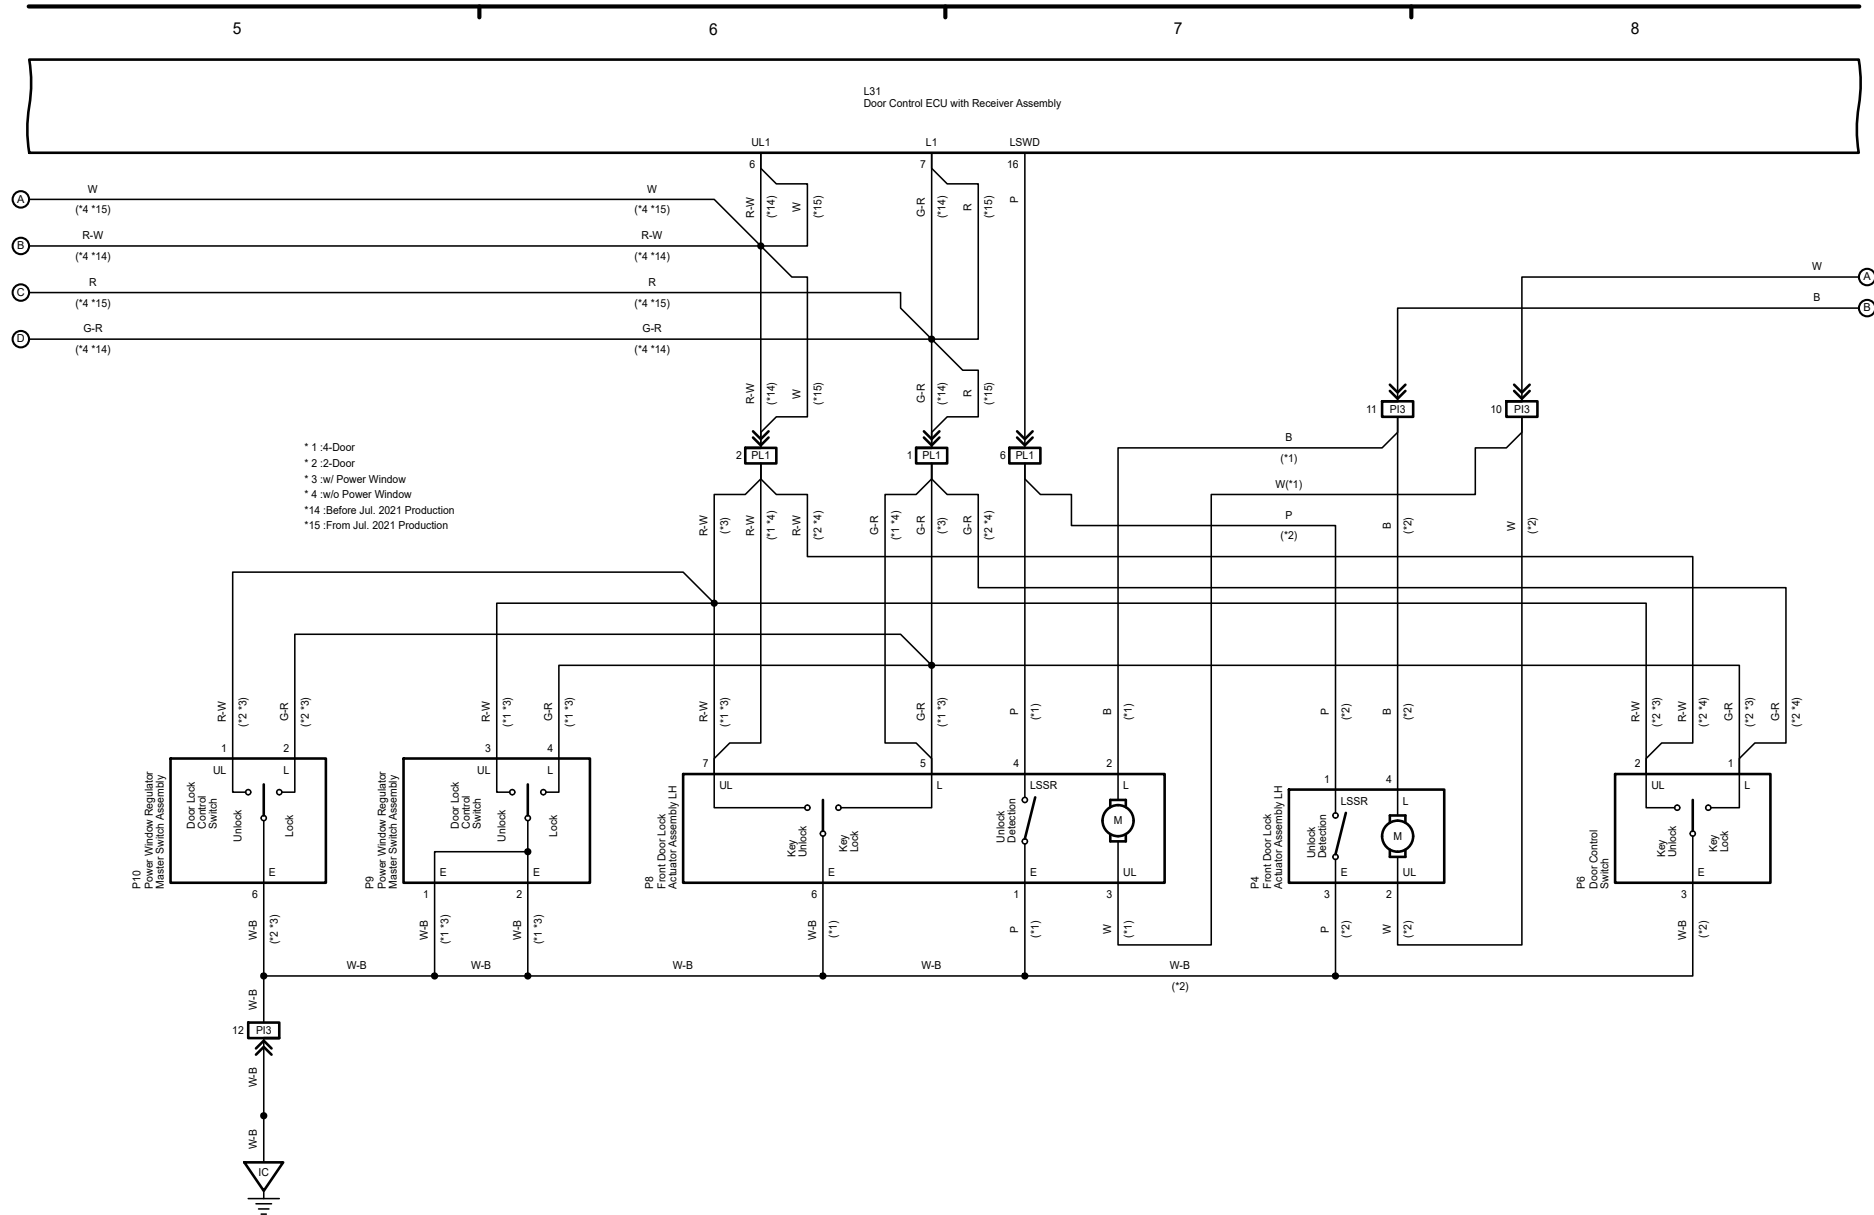 5 6 7 8
L31
Door Control ECU with Receiver Assembly
UL1 L1 LSWD
6 7 16
A W W
(*4 *15) (*4 *15)
R-W (*14) W (*15) G-R (*14) R (*15) P
B R-W R-W
(*4 *14) (*4 *14)
C R R
(*4 *15) (*4 *15)
D G-R G-R
(*4 *14) (*4 *14)
W A
B B
R-W (*14) W (*15) G-R (*14) R (*15)
11 PI3 10 PI3
2 PL1 1 PL1 6 PL1
* 1 :4-Door
* 2 :2-Door
* 3 :w/ Power Window
* 4 :w/o Power Window
*14 :Before Jul. 2021 Production
*15 :From Jul. 2021 Production
B
(*1)
W(*1)
P
(*2)
R-W (*3) R-W (*1 *4) R-W (*2 *4) G-R (*1 *4) G-R (*3) G-R (*2 *4) B (*2) W (*2)
R-W (*2 *3) G-R (*2 *3) R-W (*1 *3) G-R (*1 *3) R-W (*1 *3) G-R (*1 *3) P (*1) B (*1) P (*2) B (*2) R-W (*2 *3) R-W (*2 *4) G-R (*2 *3) G-R (*2 *4)
P10
Power Window Regulator
Master Switch Assembly
1 2
UL L
Door Lock
Control
Switch
Unlock
Lock
E
6
P9
Power Window Regulator
Master Switch Assembly
3 4
UL L
Door Lock
Control
Switch
Unlock
Lock
E E
1 2
P8
Front Door Lock
Actuator Assembly LH
7 5 4 2
UL L LSSR L
Key
Unlock
Key
Lock
Unlock
Detection
M
E E UL
6 1 3
P4
Front Door Lock
Actuator Assembly LH
1 4
LSSR L
Unlock
Detection
M
E UL
3 2
P6
Door Control
Switch
2 1
UL L
Key
Unlock
Key
Lock
E
3
W-B (*2 *3) W-B (*1 *3) W-B (*1 *3) W-B (*1) P (*1) W (*1) P (*2) W (*2) W-B (*2)
W-B W-B W-B W-B W-B
(*2)
W-B
12 PI3
W-B
W-B
IC